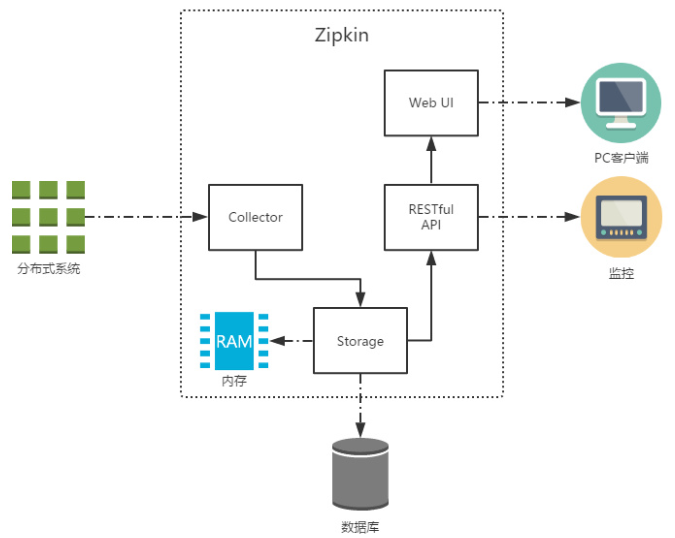 Zipkin
Web UI
PC客户端
Collector
RESTful
API
分布式系统
监控
RAM
Storage
内存
数据库